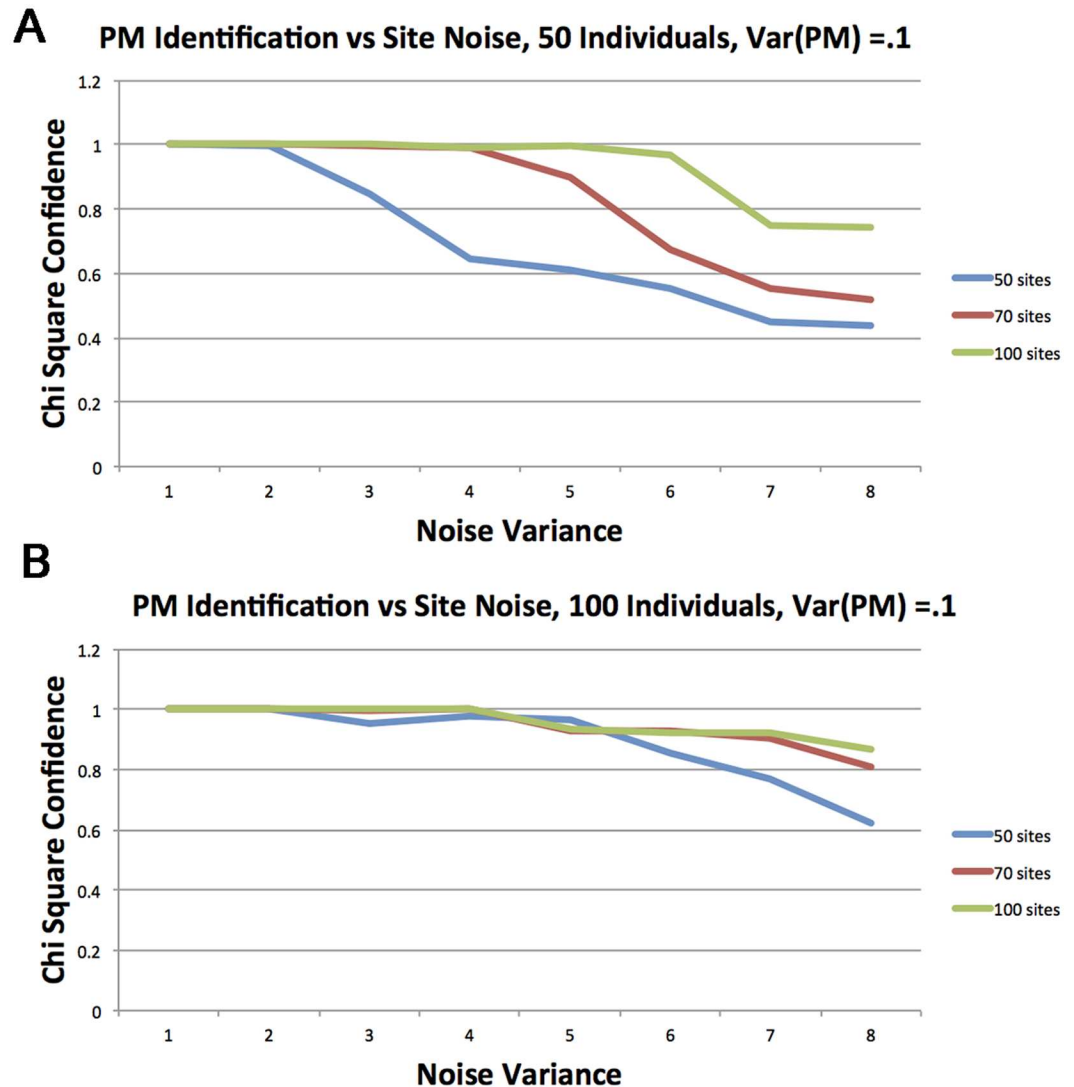 A
PM Identification vs Site Noise, 50 Individuals, Var(PM) =.1
Chi Square Confidence
1.2
1
0.8
0.6
0.4
0.2
0
1 2 3 4 5 6 7 8
Noise Variance
50 sites
70 sites
100 sites
B
PM Identification vs Site Noise, 100 Individuals, Var(PM) =.1
Chi Square Confidence
1.2
1
0.8
0.6
0.4
0.2
0
1 2 3 4 5 6 7 8
Noise Variance
50 sites
70 sites
100 sites